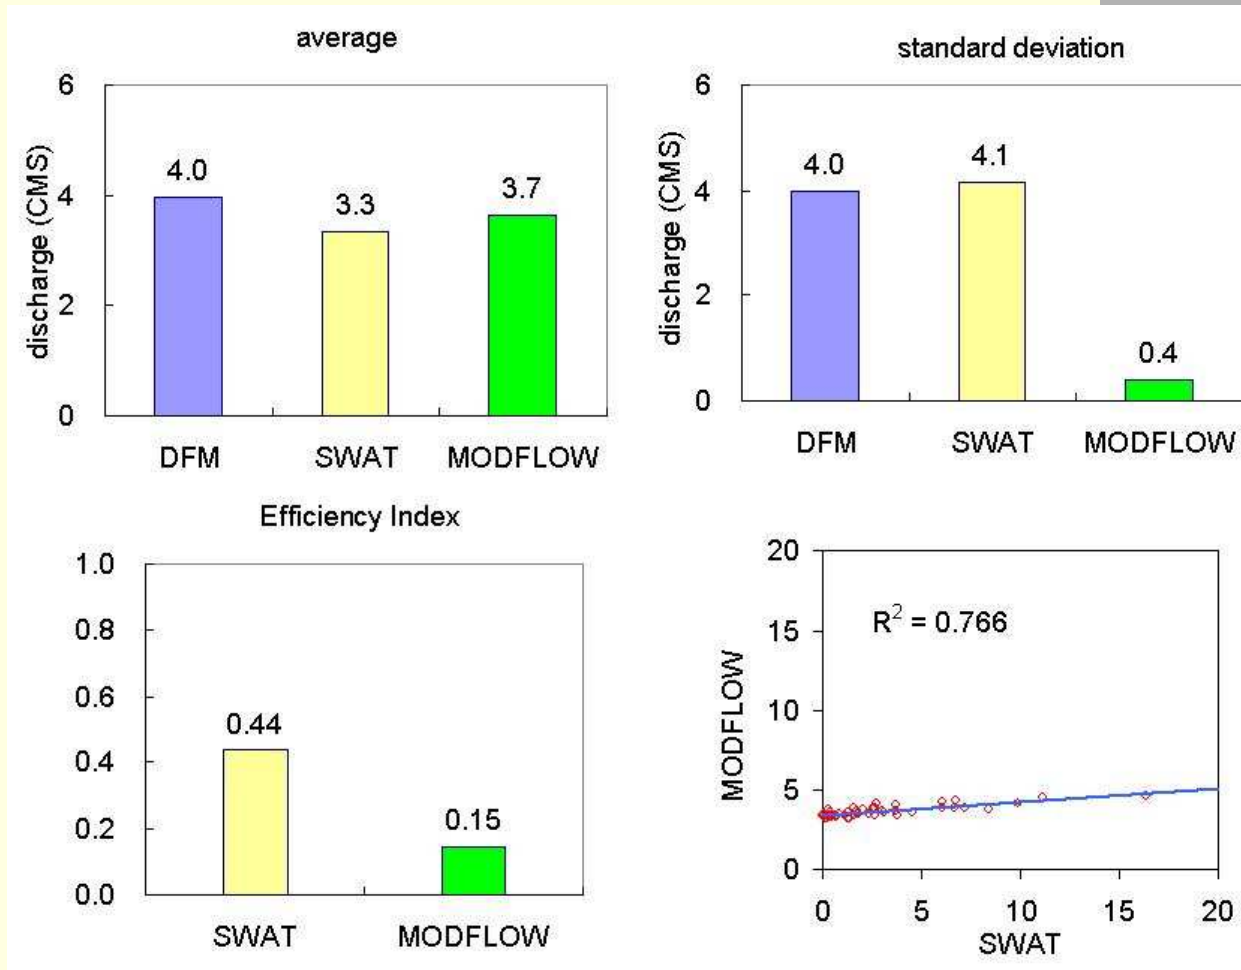 average
6
4
2
0
discharge (CMS)
4.0
3.3
3.7
DFM SWAT MODFLOW
standard deviation
6
4
2
0
discharge (CMS)
4.0
4.1
0.4
DFM SWAT MODFLOW
Efficiency Index
1.0
0.8
0.6
0.4
0.2
0.0
0.44
0.15
SWAT MODFLOW
20
15
10
5
0
MODFLOW
R² = 0.766
0 5 10 15 20
SWAT